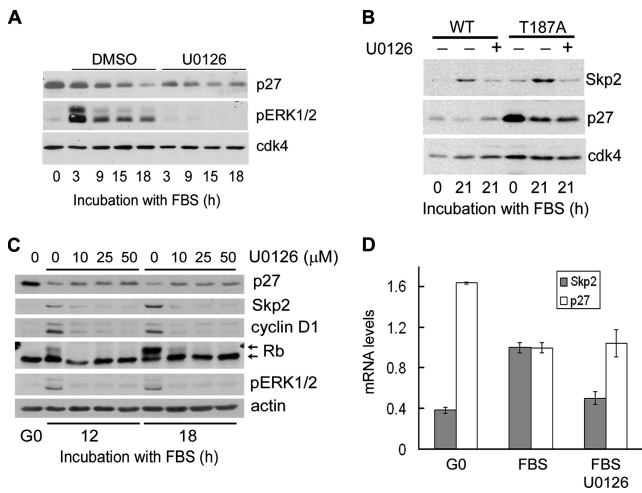 A
DMSO U0126
p27
pERK1/2
cdk4
0 3 9 15 18 3 9 15 18
Incubation with FBS (h)
B
WT T187A
U0126 – – + – – +
Skp2
p27
cdk4
0 21 21 0 21 21
Incubation with FBS (h)
C
0 0 10 25 50 0 10 25 50 U0126 (µM)
p27
Skp2
cyclin D1
Rb
pERK1/2
actin
G0 12 18
Incubation with FBS (h)
D
Skp2
p27
mRNA levels
1.6
1.2
0.8
0.4
0
G0 FBS FBS
U0126